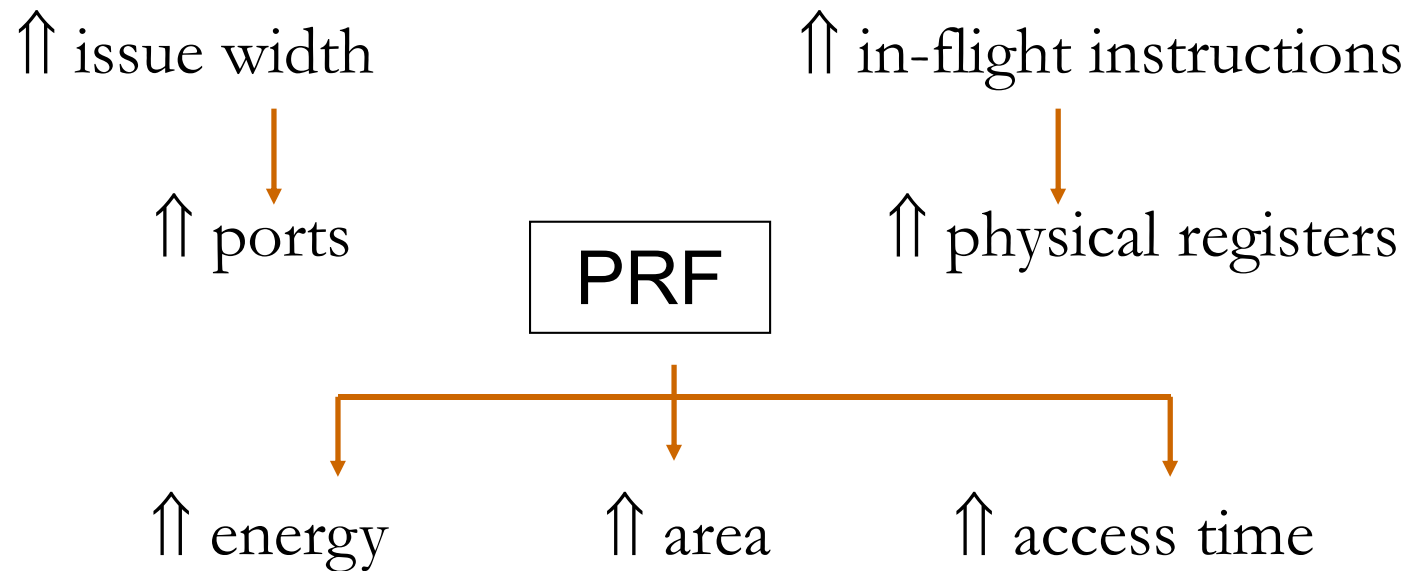 ⇑ issue width
⇑ in-flight instructions
⇑ ports
⇑ physical registers
PRF
⇑ energy
⇑ area
⇑ access time